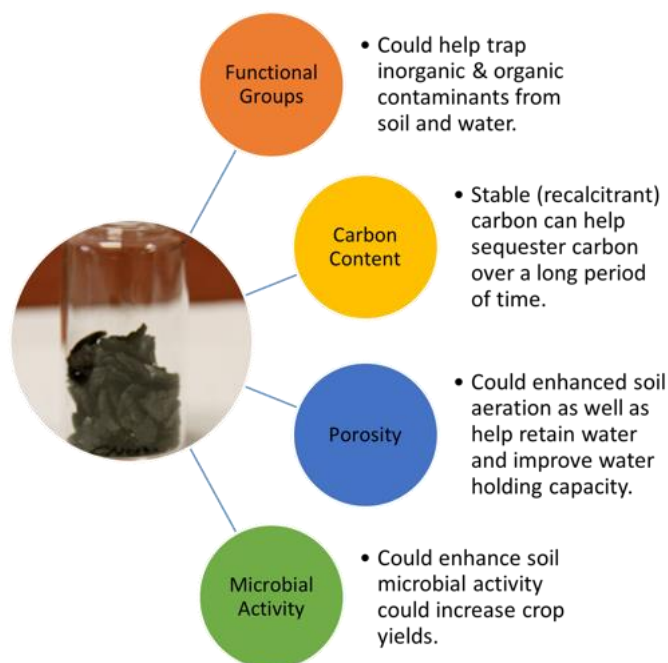 Functional
Groups
• Could help trap
inorganic & organic
contaminants from
soil and water.
Carbon
Content
• Stable (recalcitrant)
carbon can help
sequester carbon
over a long period
of time.
Porosity
• Could enhanced soil
aeration as well as
help retain water
and improve water
holding capacity.
Microbial
Activity
• Could enhance soil
microbial activity
could increase crop
yields.